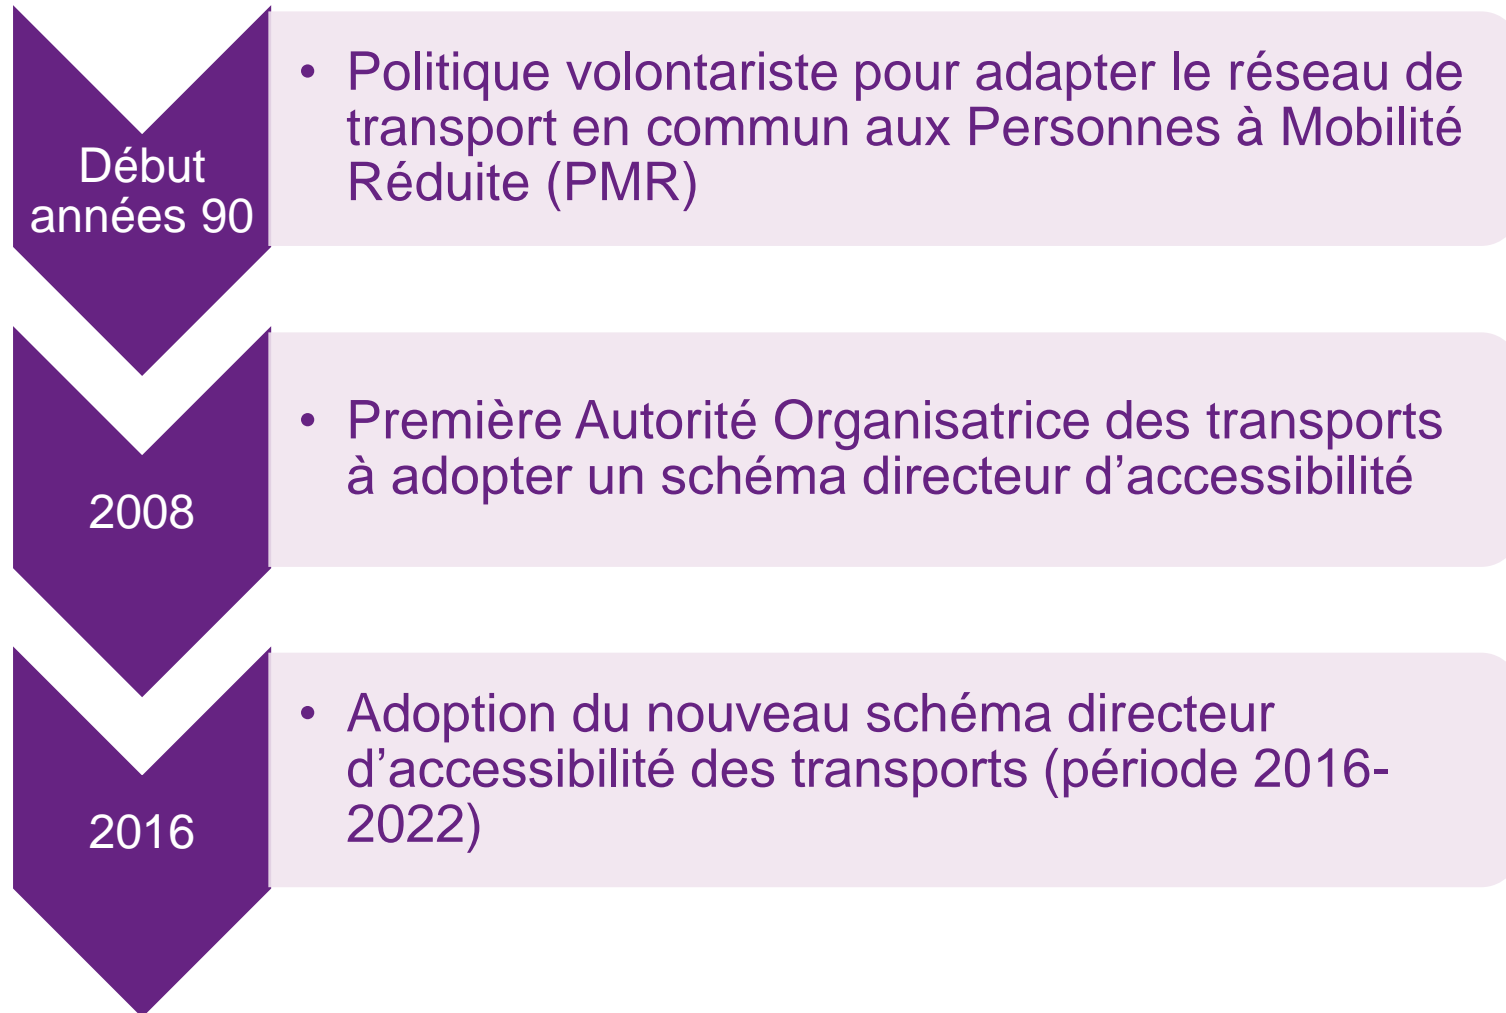 Début
années 90
• Politique volontariste pour adapter le réseau de
transport en commun aux Personnes à Mobilité
Réduite (PMR)
2008
• Première Autorité Organisatrice des transports
à adopter un schéma directeur d’accessibilité
2016
• Adoption du nouveau schéma directeur
d’accessibilité des transports (période 2016-
2022)